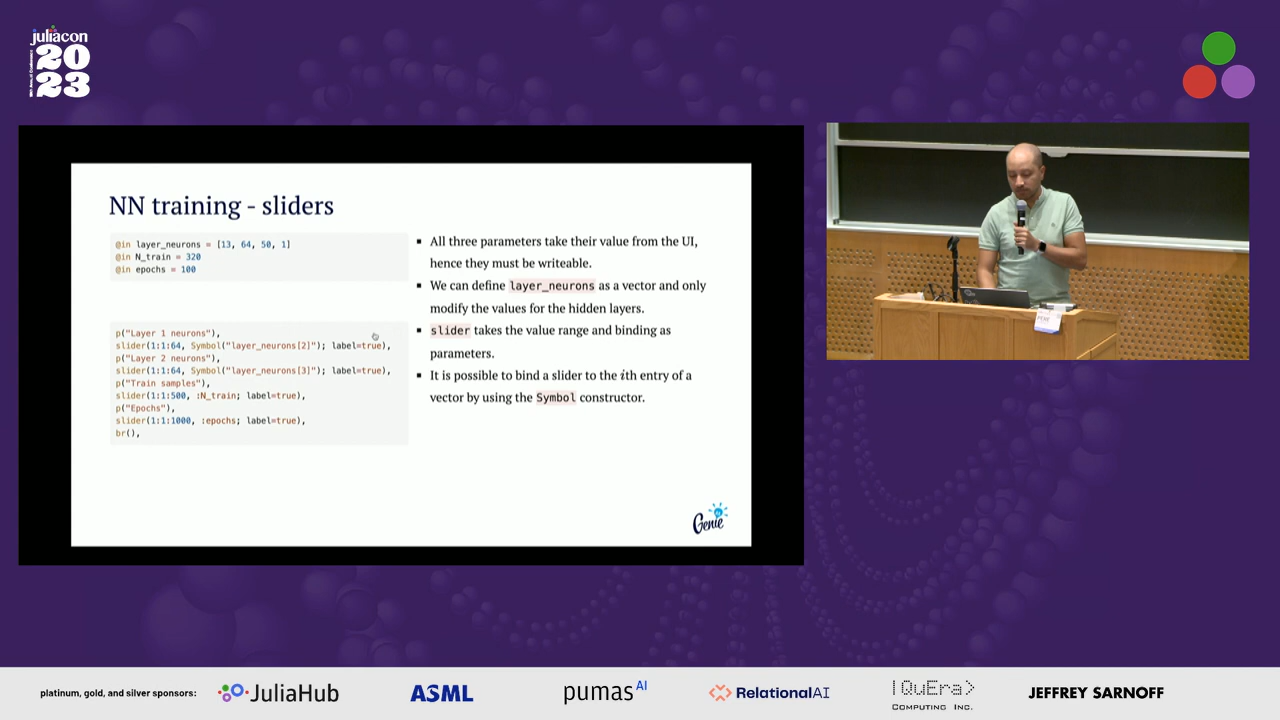 juliacon
20
23
NN training - sliders
@in layer_neurons = [13, 64, 50, 1]
@in N_train = 320
@in epochs = 100
p("Layer 1 neurons"),
slider(1:1:64, Symbol("layer_neurons[2]"); label=true),
p("Layer 2 neurons"),
slider(1:1:64, Symbol("layer_neurons[3]"); label=true),
p("Train samples"),
slider(1:1:500, :N_train; label=true),
p("Epochs"),
slider(1:1:1000, :epochs; label=true),
br(),
▪ All three parameters take their value from the UI,
hence they must be writeable.
▪ We can define layer_neurons as a vector and only
modify the values for the hidden layers.
▪ slider takes the value range and binding as
parameters.
▪ It is possible to bind a slider to the ith entry of a
vector by using the Symbol constructor.
Genie
platinum, gold, and silver sponsors:
JuliaHub
ASML
pumas AI
RelationalAI
|QuEra>
COMPUTING INC.
JEFFREY SARNOFF